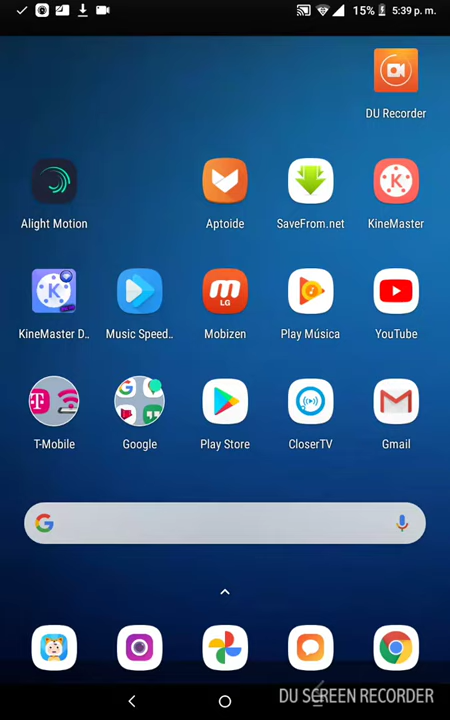 15% 5:39 p. m.
DU Recorder
Alight Motion
Aptoide
SaveFrom.net
KineMaster
KineMaster D..
Music Speed..
Mobizen
Play Música
YouTube
T-Mobile
Google
Play Store
CloserTV
Gmail
DU SCREEN RECORDER